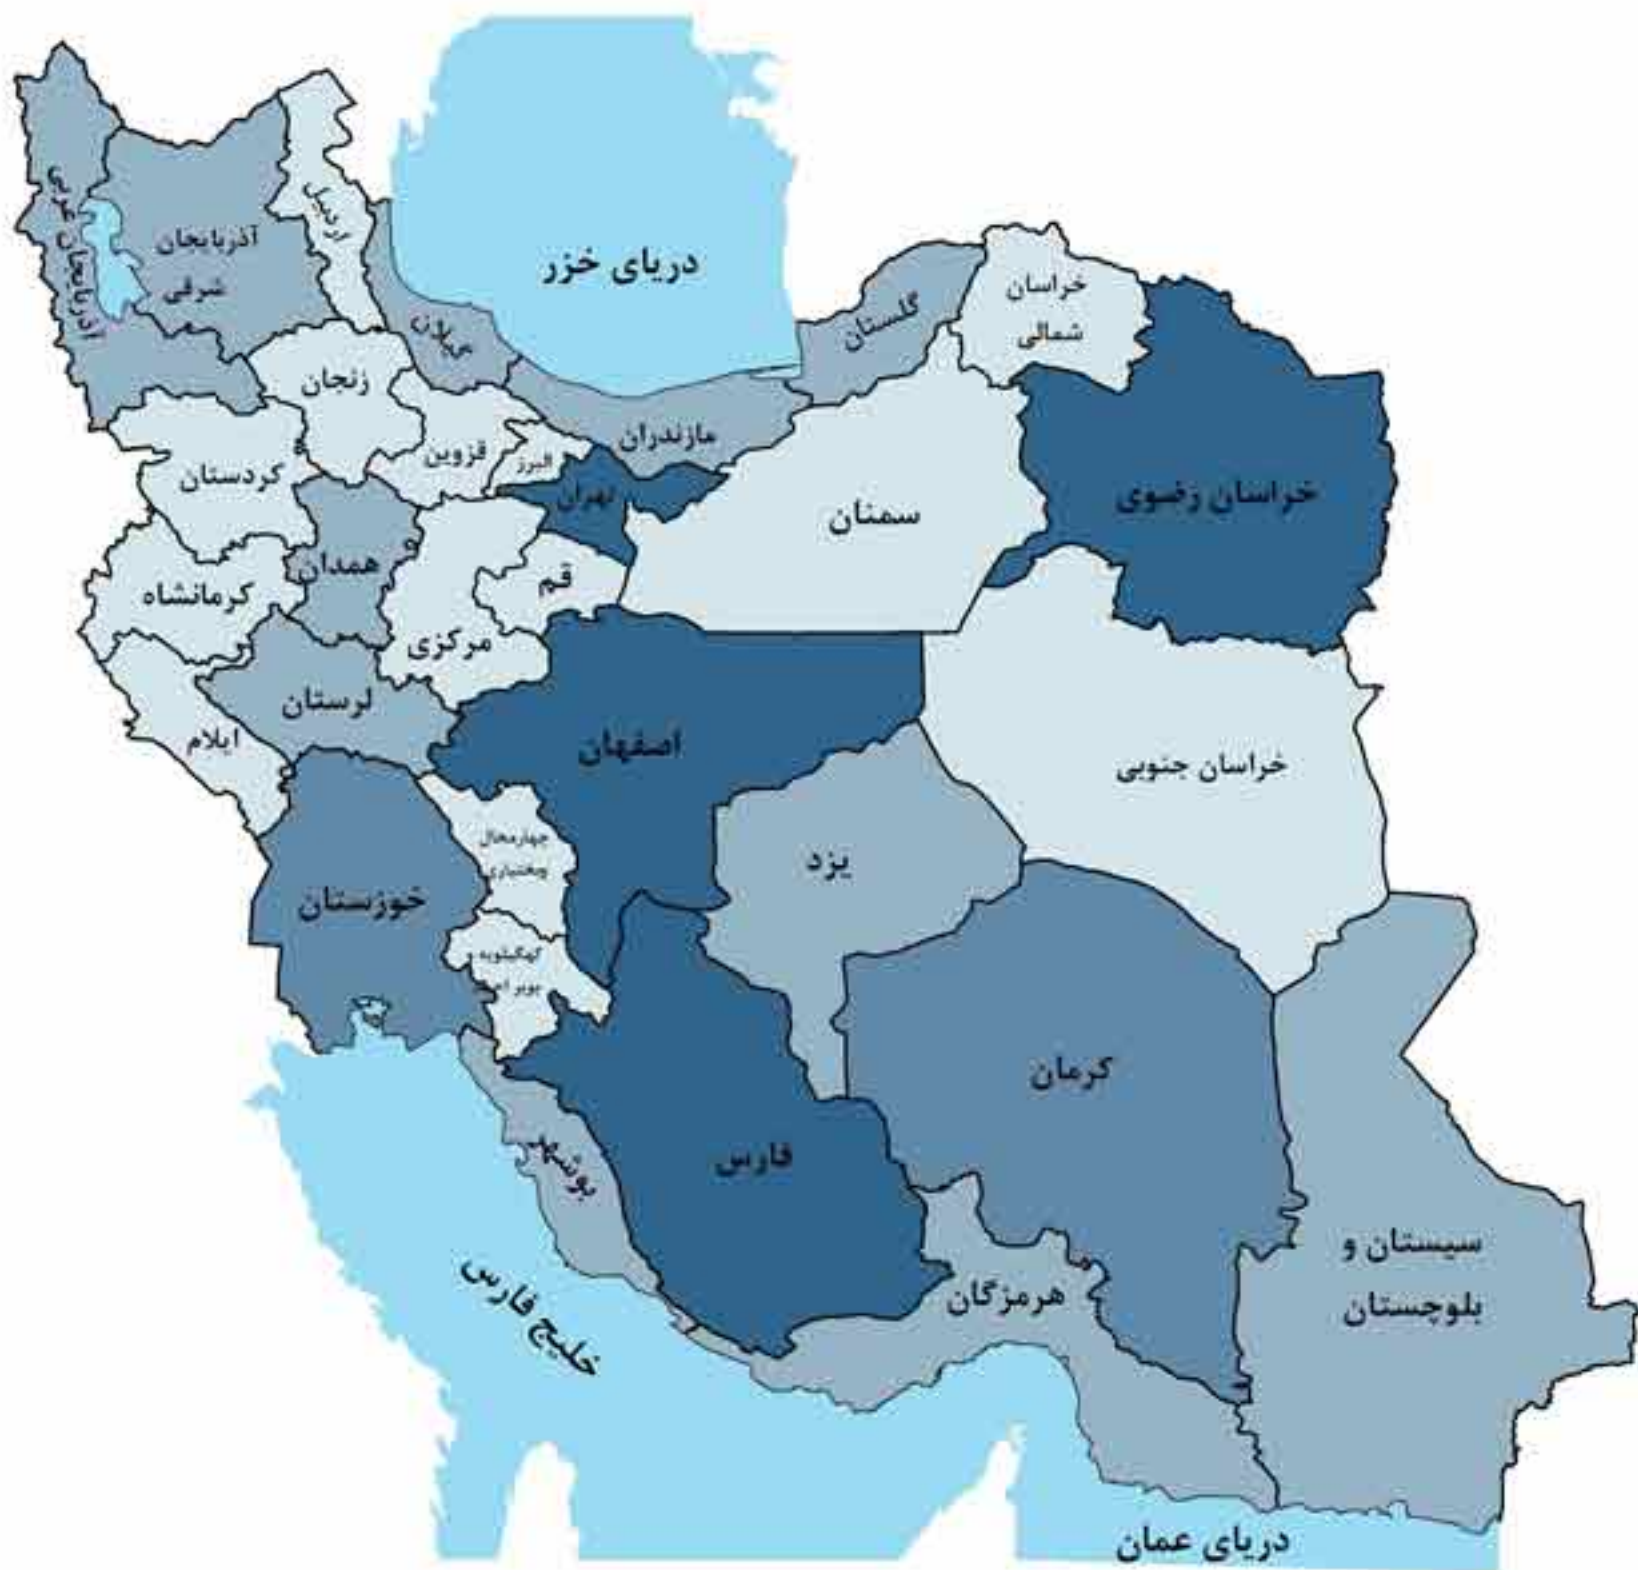 دریای خزر
اردبیل
آذربایجان غربی
آذربایجان
شرقی
گیلان
گلستان
خراسان
شمالی
زنجان
مازندران
قزوین
البرز
کردستان
تهران
سمنان
خراسان رضوی
همدان
قم
کرمانشاه
مرکزی
لرستان
ایلام
اصفهان
خراسان جنوبی
چهارمحال
وبختیاری
یزد
خوزستان
کهگیلویه و
بویر احمد
کرمان
فارس
بوشهر
سیستان و
بلوچستان
هرمزگان
خلیج فارس
دریای عمان